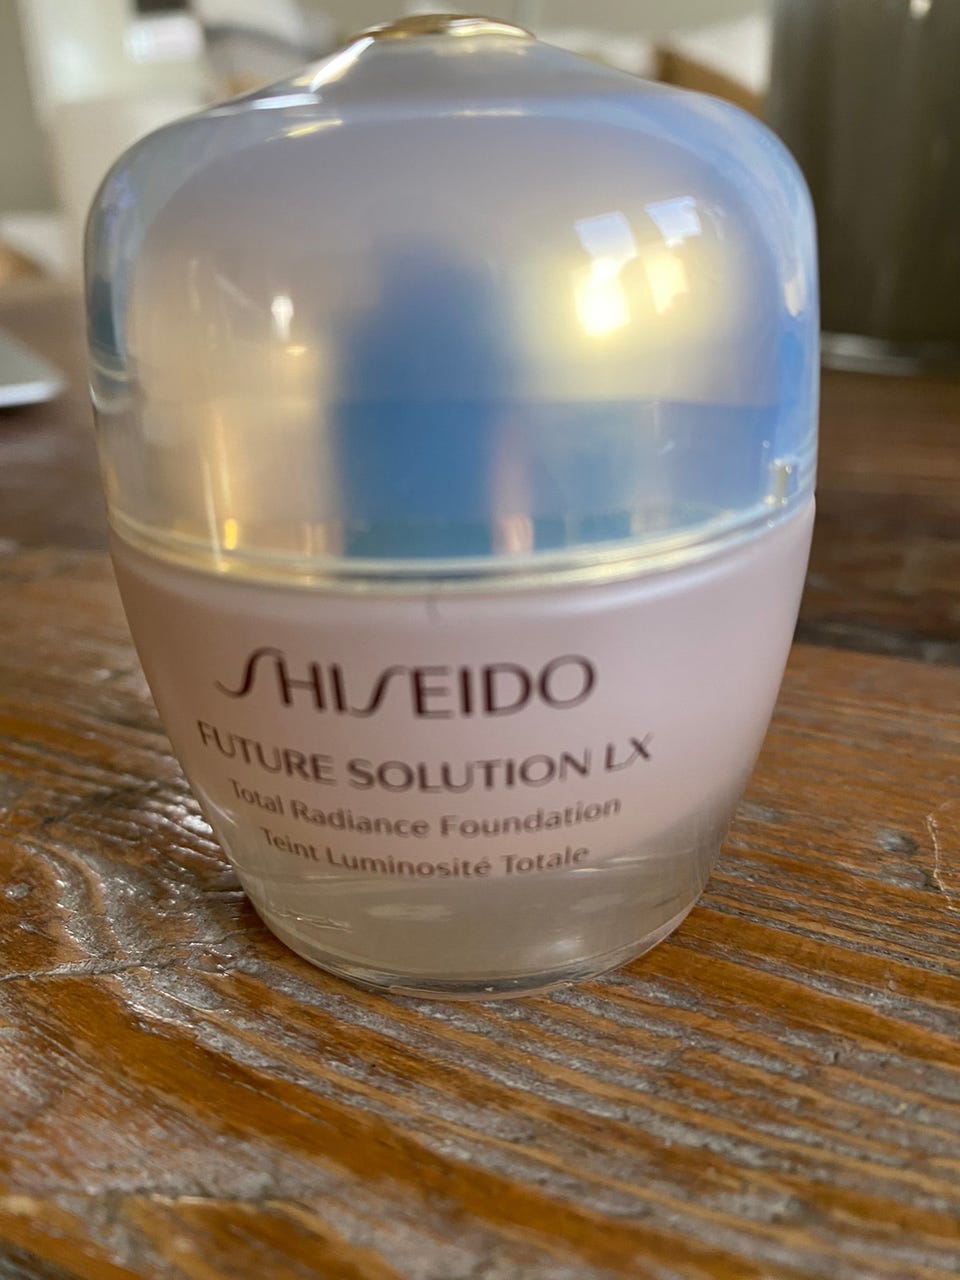 SHISEIDO
FUTURE SOLUTION LX
Total Radiance Foundation
Teint Luminosité Totale